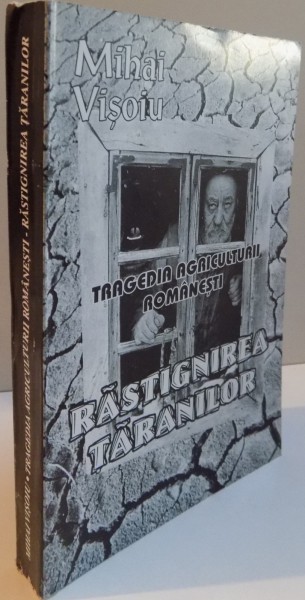 Mihai
Vișoiu
TRAGEDIA AGRICULTURII
ROMÂNEȘTI
RĂSTIGNIREA
ȚĂRANILOR
MIHAI VIȘOIU • TRAGEDIA AGRICULTURII ROMÂNEȘTI - RĂSTIGNIREA ȚĂRANILOR